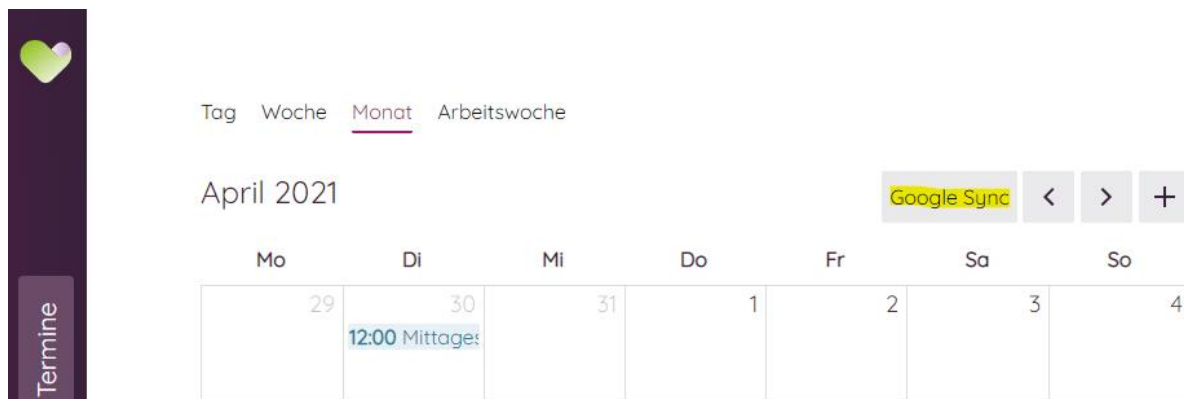 Tag Woche Monat Arbeitswoche
April 2021
Google Sync < > +
Mo Di Mi Do Fr Sa So
29 30 31 1 2 3 4
12:00 Mittages
Termine